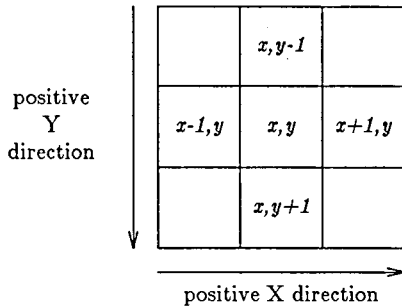 x,y-1
positive
Y
direction
x-1,y
x,y
x+1,y
x,y+1
positive X direction